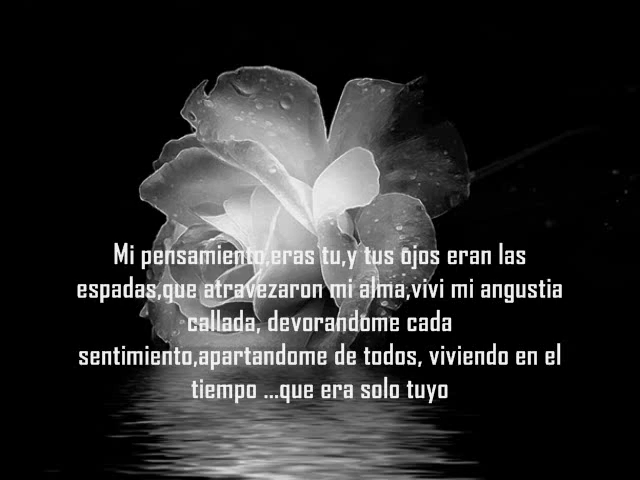 Mi pensamiento,eras tu,y tus ojos eran las
espadas,que atravezaron mi alma,vivi mi angustia
callada, devorandome cada
sentimiento,apartandome de todos, viviendo en el
tiempo ...que era solo tuyo